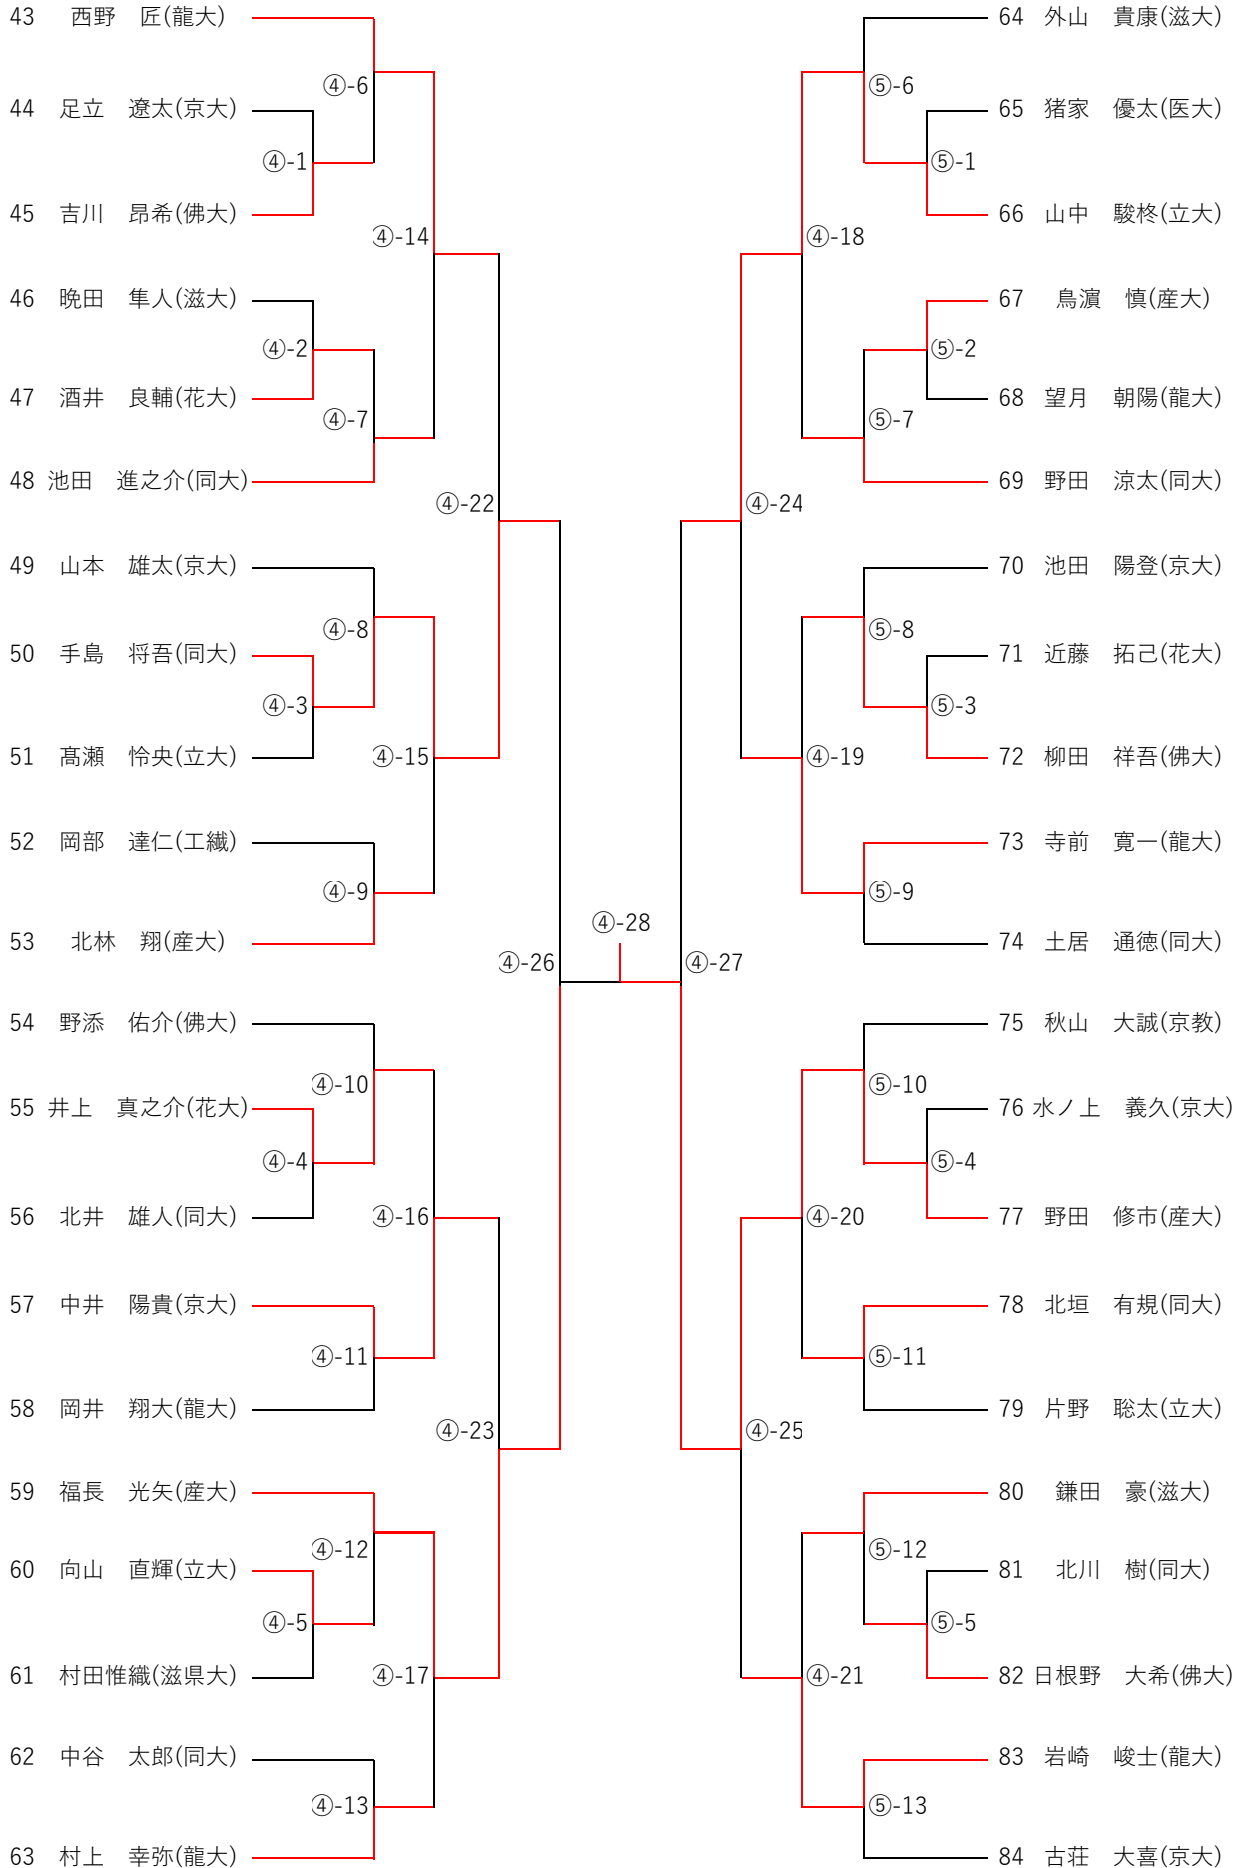 43 西野 匠(龍大)
44 足立 遼太(京大)
45 吉川 昂希(佛大)
46 晩田 隼人(滋大)
47 酒井 良輔(花大)
48 池田 進之介(同大)
49 山本 雄太(京大)
50 手島 将吾(同大)
51 髙瀬 怜央(立大)
52 岡部 達仁(工繊)
53 北林 翔(産大)
54 野添 佑介(佛大)
55 井上 真之介(花大)
56 北井 雄人(同大)
57 中井 陽貴(京大)
58 岡井 翔大(龍大)
59 福長 光矢(産大)
60 向山 直輝(立大)
61 村田惟織(滋県大)
62 中谷 太郎(同大)
63 村上 幸弥(龍大)
④-1
④-2
④-3
④-4
④-5
④-6
④-7
④-8
④-9
④-10
④-11
④-12
④-13
④-14
④-15
④-16
④-17
④-22
④-23
④-26
④-28
④-27
④-24
④-25
④-18
④-19
④-20
④-21
⑤-6
⑤-7
⑤-8
⑤-9
⑤-10
⑤-11
⑤-12
⑤-13
⑤-1
⑤-2
⑤-3
⑤-4
⑤-5
64 外山 貴康(滋大)
65 猪家 優太(医大)
66 山中 駿柊(立大)
67 鳥濵 慎(産大)
68 望月 朝陽(龍大)
69 野田 涼太(同大)
70 池田 陽登(京大)
71 近藤 拓己(花大)
72 柳田 祥吾(佛大)
73 寺前 寛一(龍大)
74 土居 通徳(同大)
75 秋山 大誠(京教)
76 水ノ上 義久(京大)
77 野田 修市(産大)
78 北垣 有規(同大)
79 片野 聡太(立大)
80 鎌田 豪(滋大)
81 北川 樹(同大)
82 日根野 大希(佛大)
83 岩崎 峻士(龍大)
84 古荘 大喜(京大)